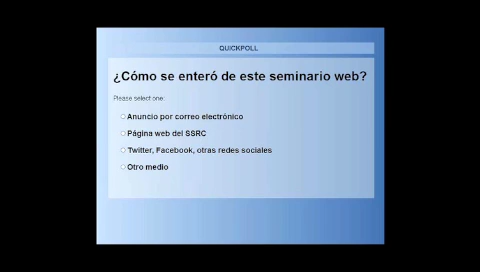 QUICKPOLL
¿Cómo se enteró de este seminario web?
Please select one:
Anuncio por correo electrónico
Página web del SSRC
Twitter, Facebook, otras redes sociales
Otro medio